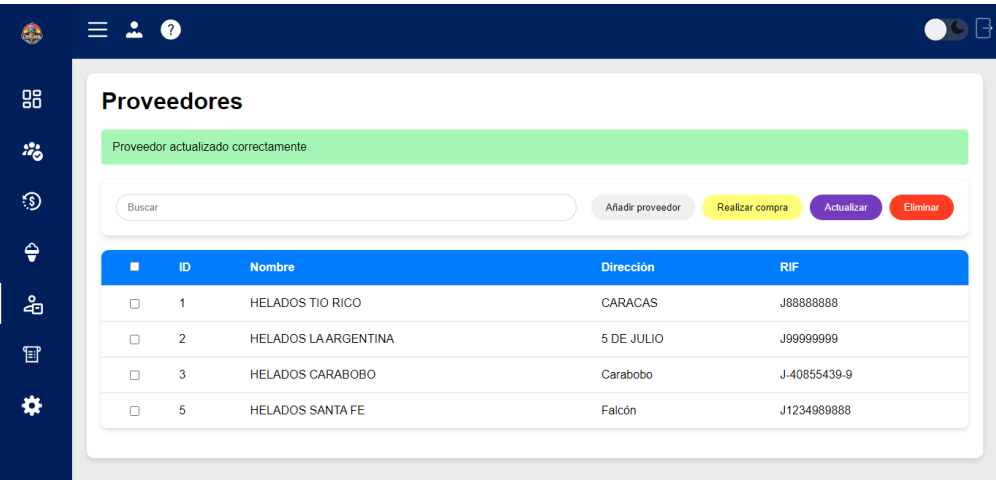 ?
Proveedores
Proveedor actualizado correctamente
Buscar Añadir proveedor Realizar compra Actualizar Eliminar
ID Nombre Dirección RIF
1 HELADOS TIO RICO CARACAS J88888888
2 HELADOS LA ARGENTINA 5 DE JULIO J99999999
3 HELADOS CARABOBO Carabobo J-40855439-9
5 HELADOS SANTA FE Falcón J1234989888